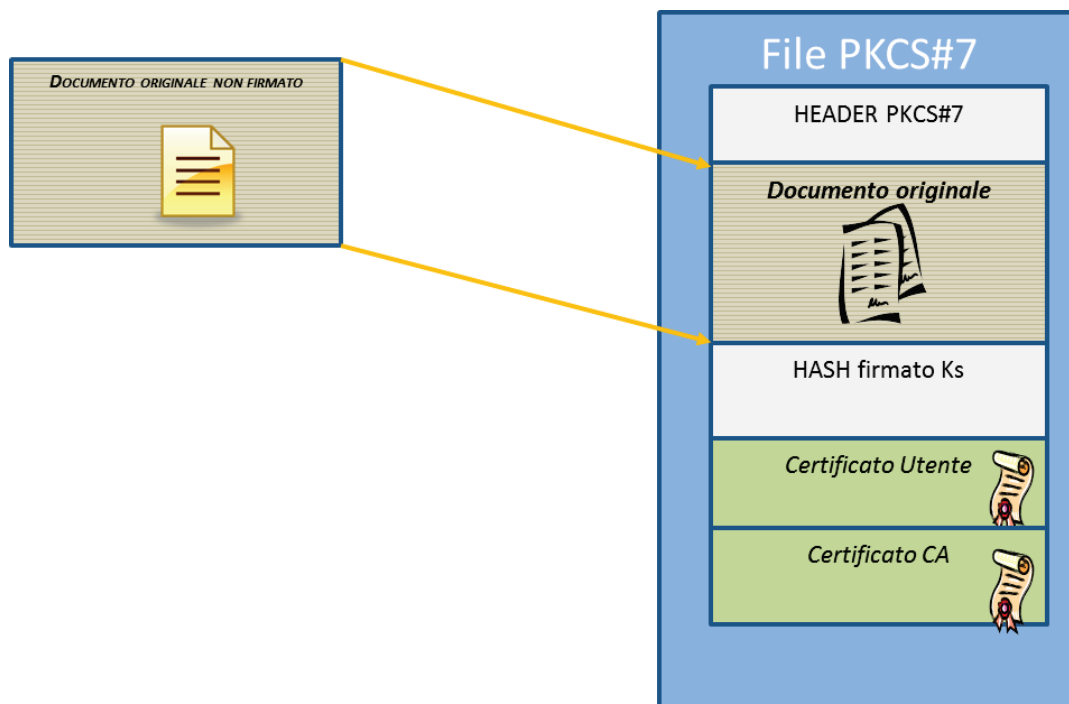 DOCUMENTO ORIGINALE NON FIRMATO
File PKCS#7
HEADER PKCS#7
Documento originale
HASH firmato Ks
Certificato Utente
Certificato CA